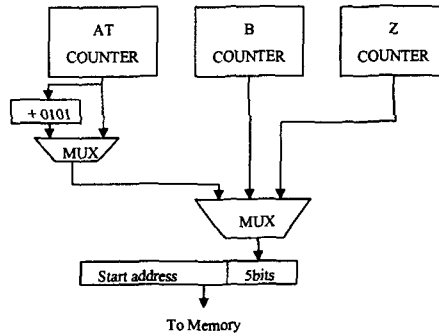 AT B Z
COUNTER COUNTER COUNTER
+ 0101
MUX
MUX
Start address 5bits
To Memory